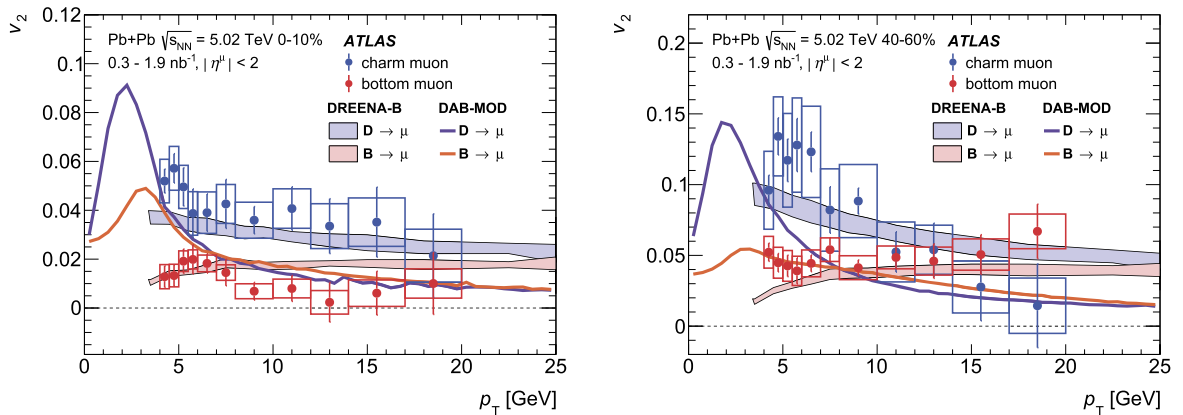 v₂
0.12
0.1
0.08
0.06
0.04
0.02
0
Pb+Pb √sNN = 5.02 TeV 0-10%
0.3 - 1.9 nb⁻¹, | η^μ | < 2
ATLAS
charm muon
bottom muon
DREENA-B
D → μ
B → μ
DAB-MOD
D → μ
B → μ
0 5 10 15 20 25
pT [GeV]
v₂
0.2
0.15
0.1
0.05
0
Pb+Pb √sNN = 5.02 TeV 40-60%
0.3 - 1.9 nb⁻¹, | η^μ | < 2
ATLAS
charm muon
bottom muon
DREENA-B
D → μ
B → μ
DAB-MOD
D → μ
B → μ
0 5 10 15 20 25
pT [GeV]